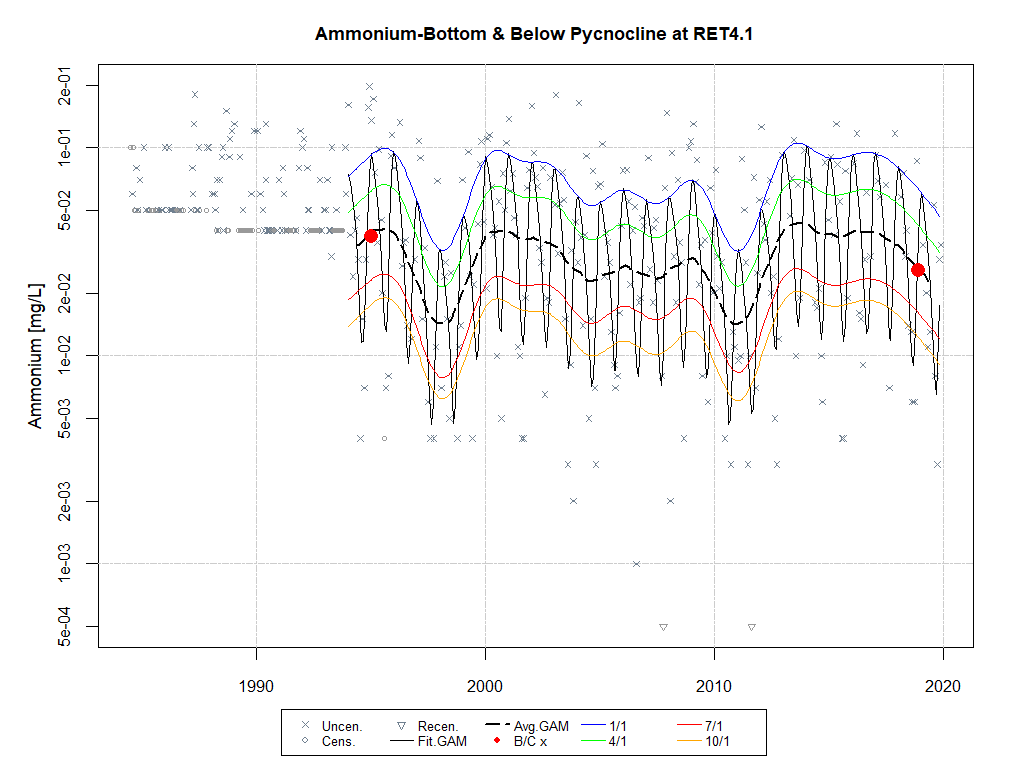 Ammonium-Bottom & Below Pycnocline at RET4.1
Ammonium [mg/L]
2e-01
1e-01
5e-02
4e-02
2e-02
1e-02
5e-03
2e-03
1e-03
5e-04
1990 2000 2010 2020
Uncen. Recen. Avg.GAM 1/1 7/1
Cens. Fit.GAM B/C x 4/1 10/1